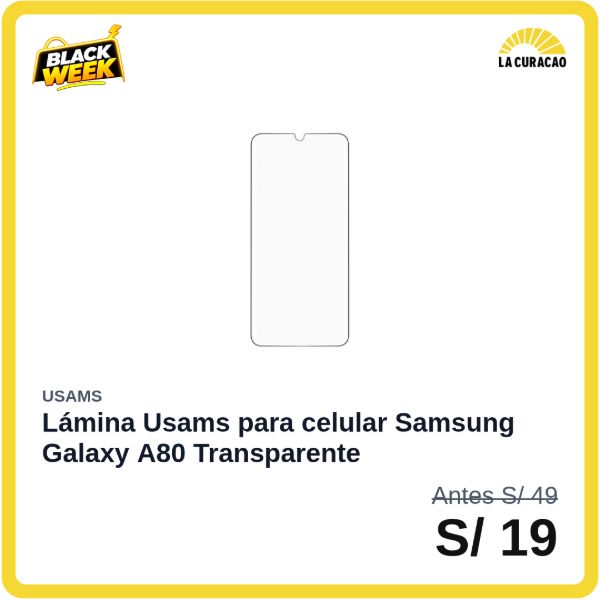 BLACK
WEEK
LA CURACAO
USAMS
Lámina Usams para celular Samsung
Galaxy A80 Transparente
Antes S/ 49
S/ 19